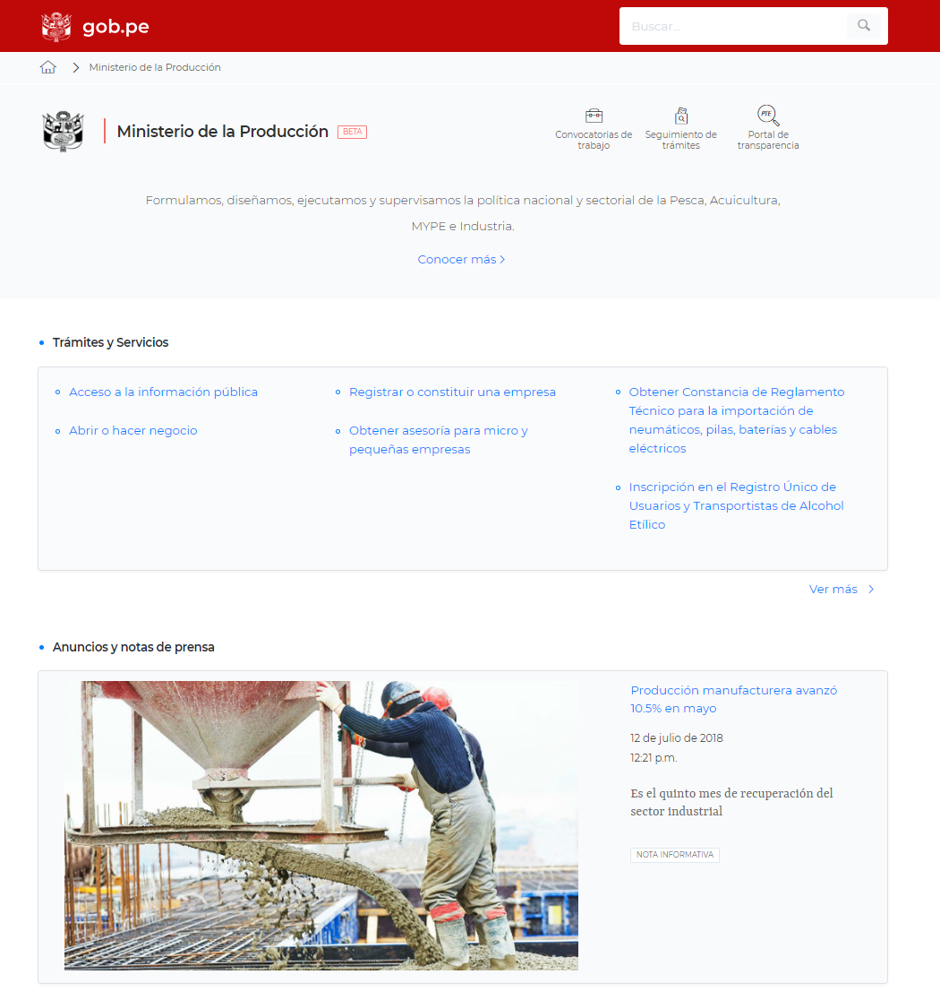 gob.pe
Buscar...
Ministerio de la Producción
Ministerio de la Producción BETA
Convocatorias de
trabajo
Seguimiento de
trámites
PTE
Portal de
transparencia
Formulamos, diseñamos, ejecutamos y supervisamos la política nacional y sectorial de la Pesca, Acuicultura,
MYPE e Industria.
Conocer más
Trámites y Servicios
Acceso a la información pública
Abrir o hacer negocio
Registrar o constituir una empresa
Obtener asesoría para micro y
pequeñas empresas
Obtener Constancia de Reglamento
Técnico para la importación de
neumáticos, pilas, baterías y cables
eléctricos
Inscripción en el Registro Único de
Usuarios y Transportistas de Alcohol
Etílico
Ver más
Anuncios y notas de prensa
Producción manufacturera avanzó
10.5% en mayo
12 de julio de 2018
12:21 p.m.
Es el quinto mes de recuperación del
sector industrial
NOTA INFORMATIVA